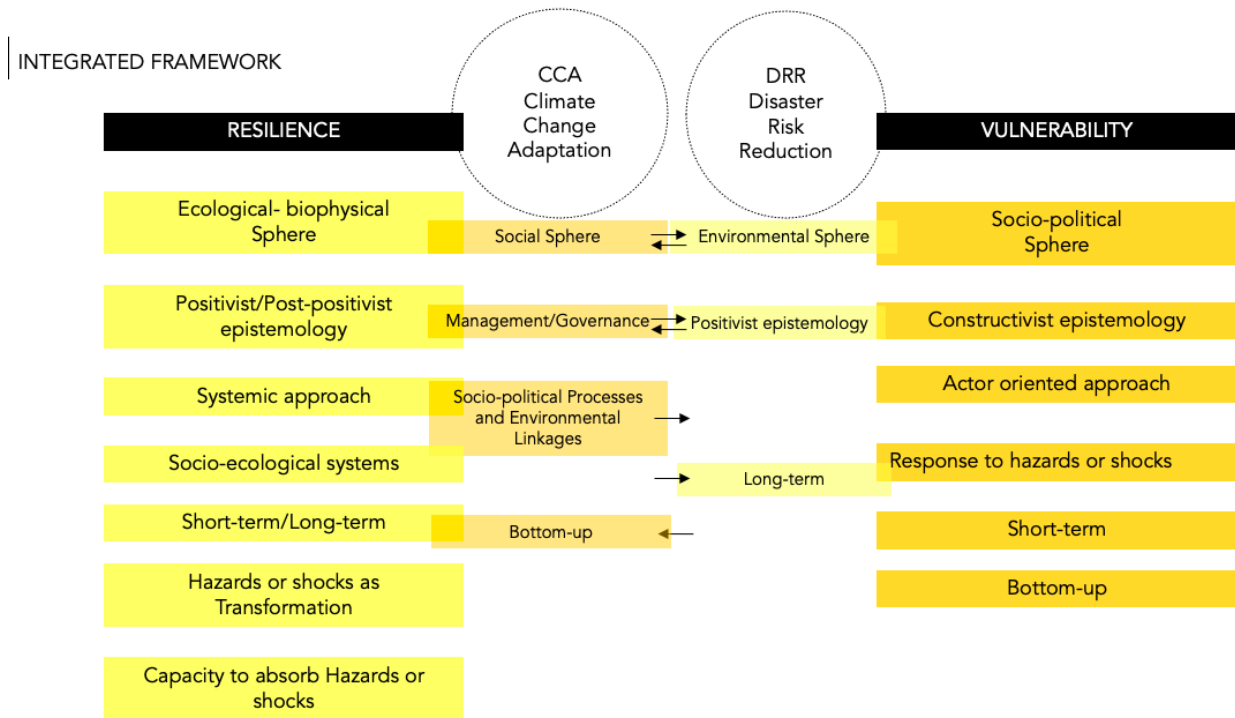 INTEGRATED FRAMEWORK
CCA
Climate
Change
Adaptation
DRR
Disaster
Risk
Reduction
RESILIENCE
VULNERABILITY
Ecological- biophysical
Sphere
Social Sphere
Environmental Sphere
Socio-political
Sphere
Positivist/Post-positivist
epistemology
Management/Governance
Positivist epistemology
Constructivist epistemology
Systemic approach
Socio-political Processes
and Environmental
Linkages
Actor oriented approach
Socio-ecological systems
Long-term
Response to hazards or shocks
Short-term/Long-term
Bottom-up
Short-term
Hazards or shocks as
Transformation
Bottom-up
Capacity to absorb Hazards or
shocks